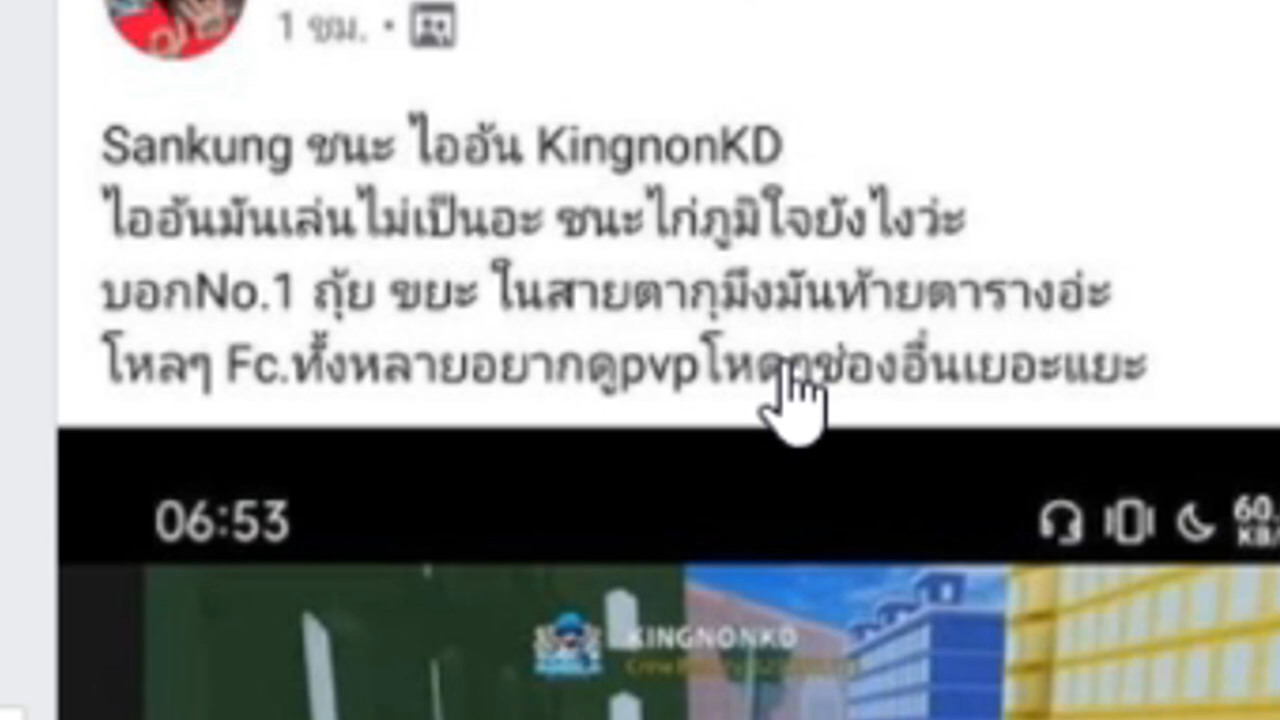 1 ชม.
Sankung ชนะ ไออ้น KingnonKD
ไออ้นมันเล่นไม่เป็นอะ ชนะไก่ภูมิใจยังไงว่ะ
บอกNo.1 ถุ้ย ขยะ ในสายตากุมึงมันท้ายตารางอ่ะ
โหลๆ Fc.ทั้งหลายอยากดูpvpโหดๆช่องอื่นเยอะแยะ
06:53
60.
KB/
KINGNONKD